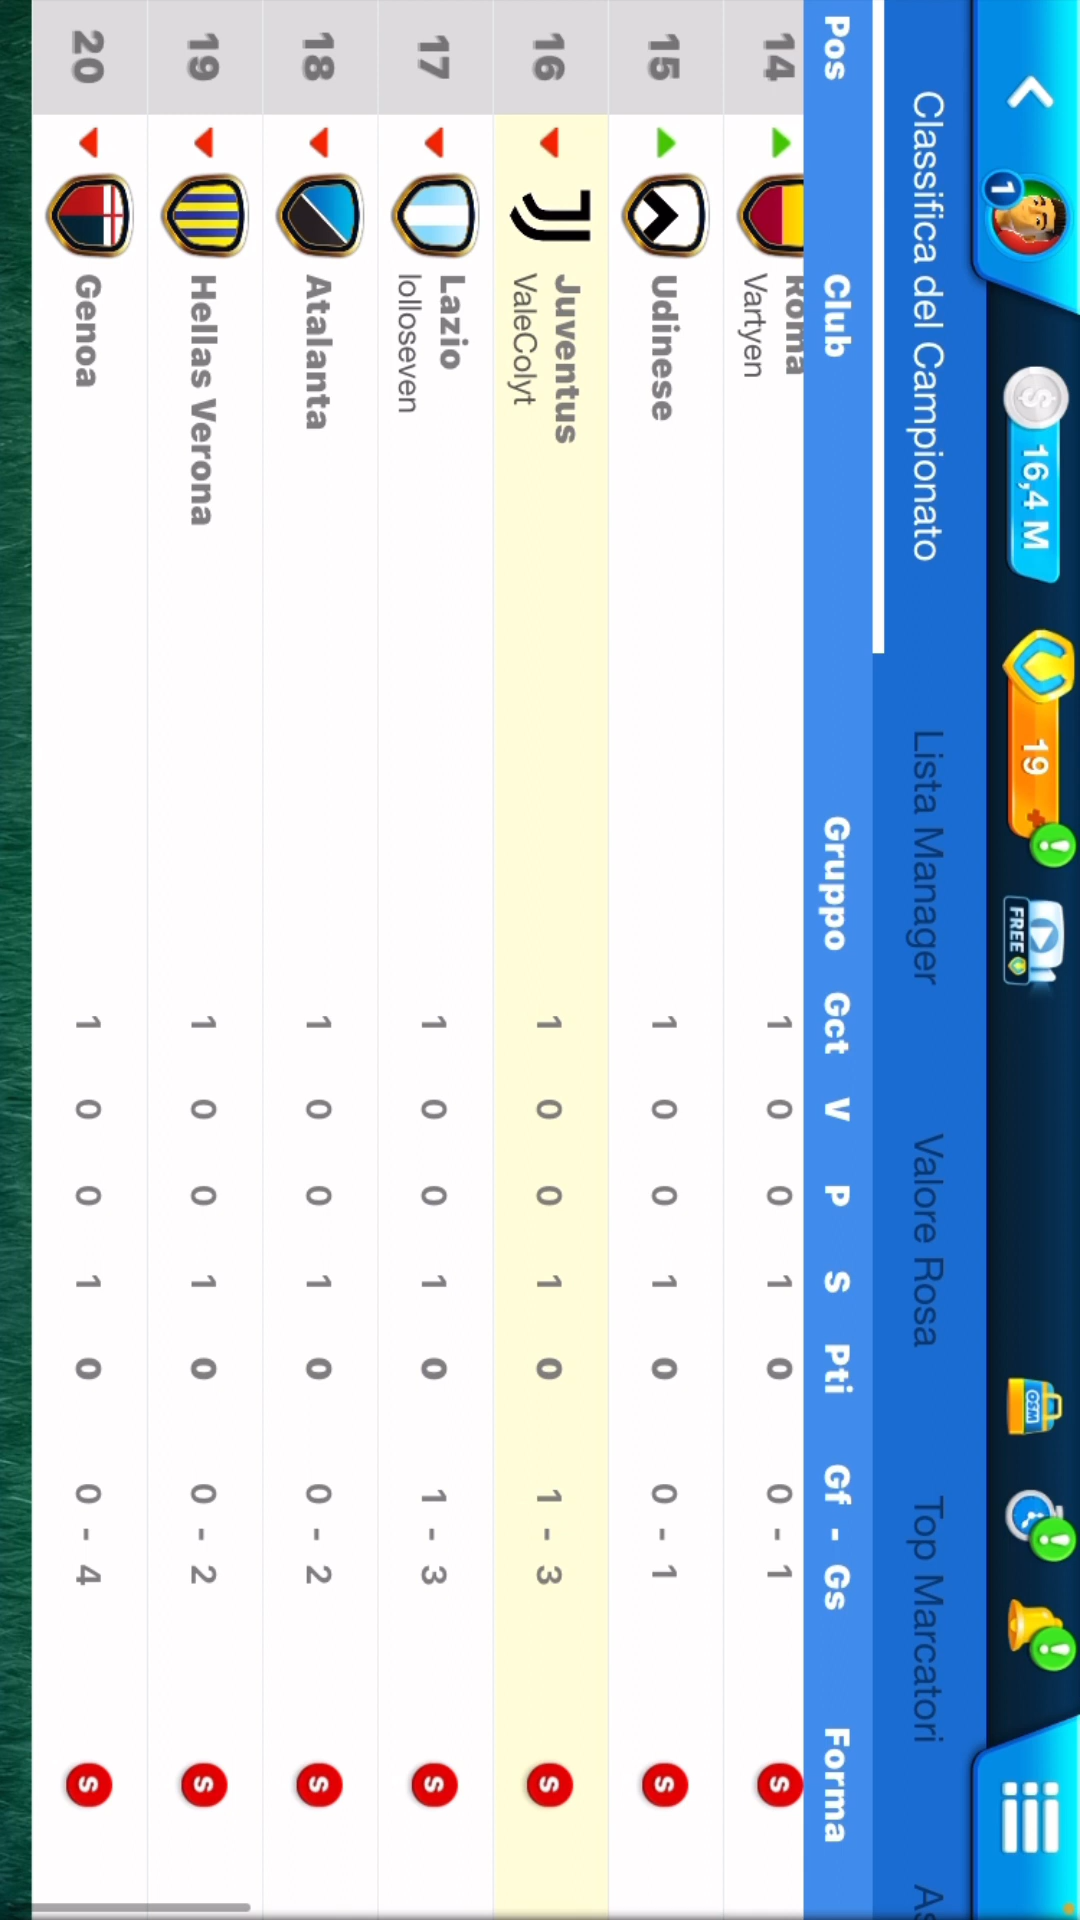 1
16,4 M
19
FREE
OSM
Classifica del Campionato
Lista Manager
Valore Rosa
Top Marcatori
As
Pos Club Gruppo Gct V P S Pti Gf - Gs Forma
14 Roma 1 0 0 1 0 0 - 1 S
Vartyen
15 Udinese 1 0 0 1 0 0 - 1 S
16 Juventus 1 0 0 1 0 1 - 3 S
ValeColyt
17 Lazio 1 0 0 1 0 1 - 3 S
lolloseven
18 Atalanta 1 0 0 1 0 0 - 2 S
19 Hellas Verona 1 0 0 1 0 0 - 2 S
20 Genoa 1 0 0 1 0 0 - 4 S